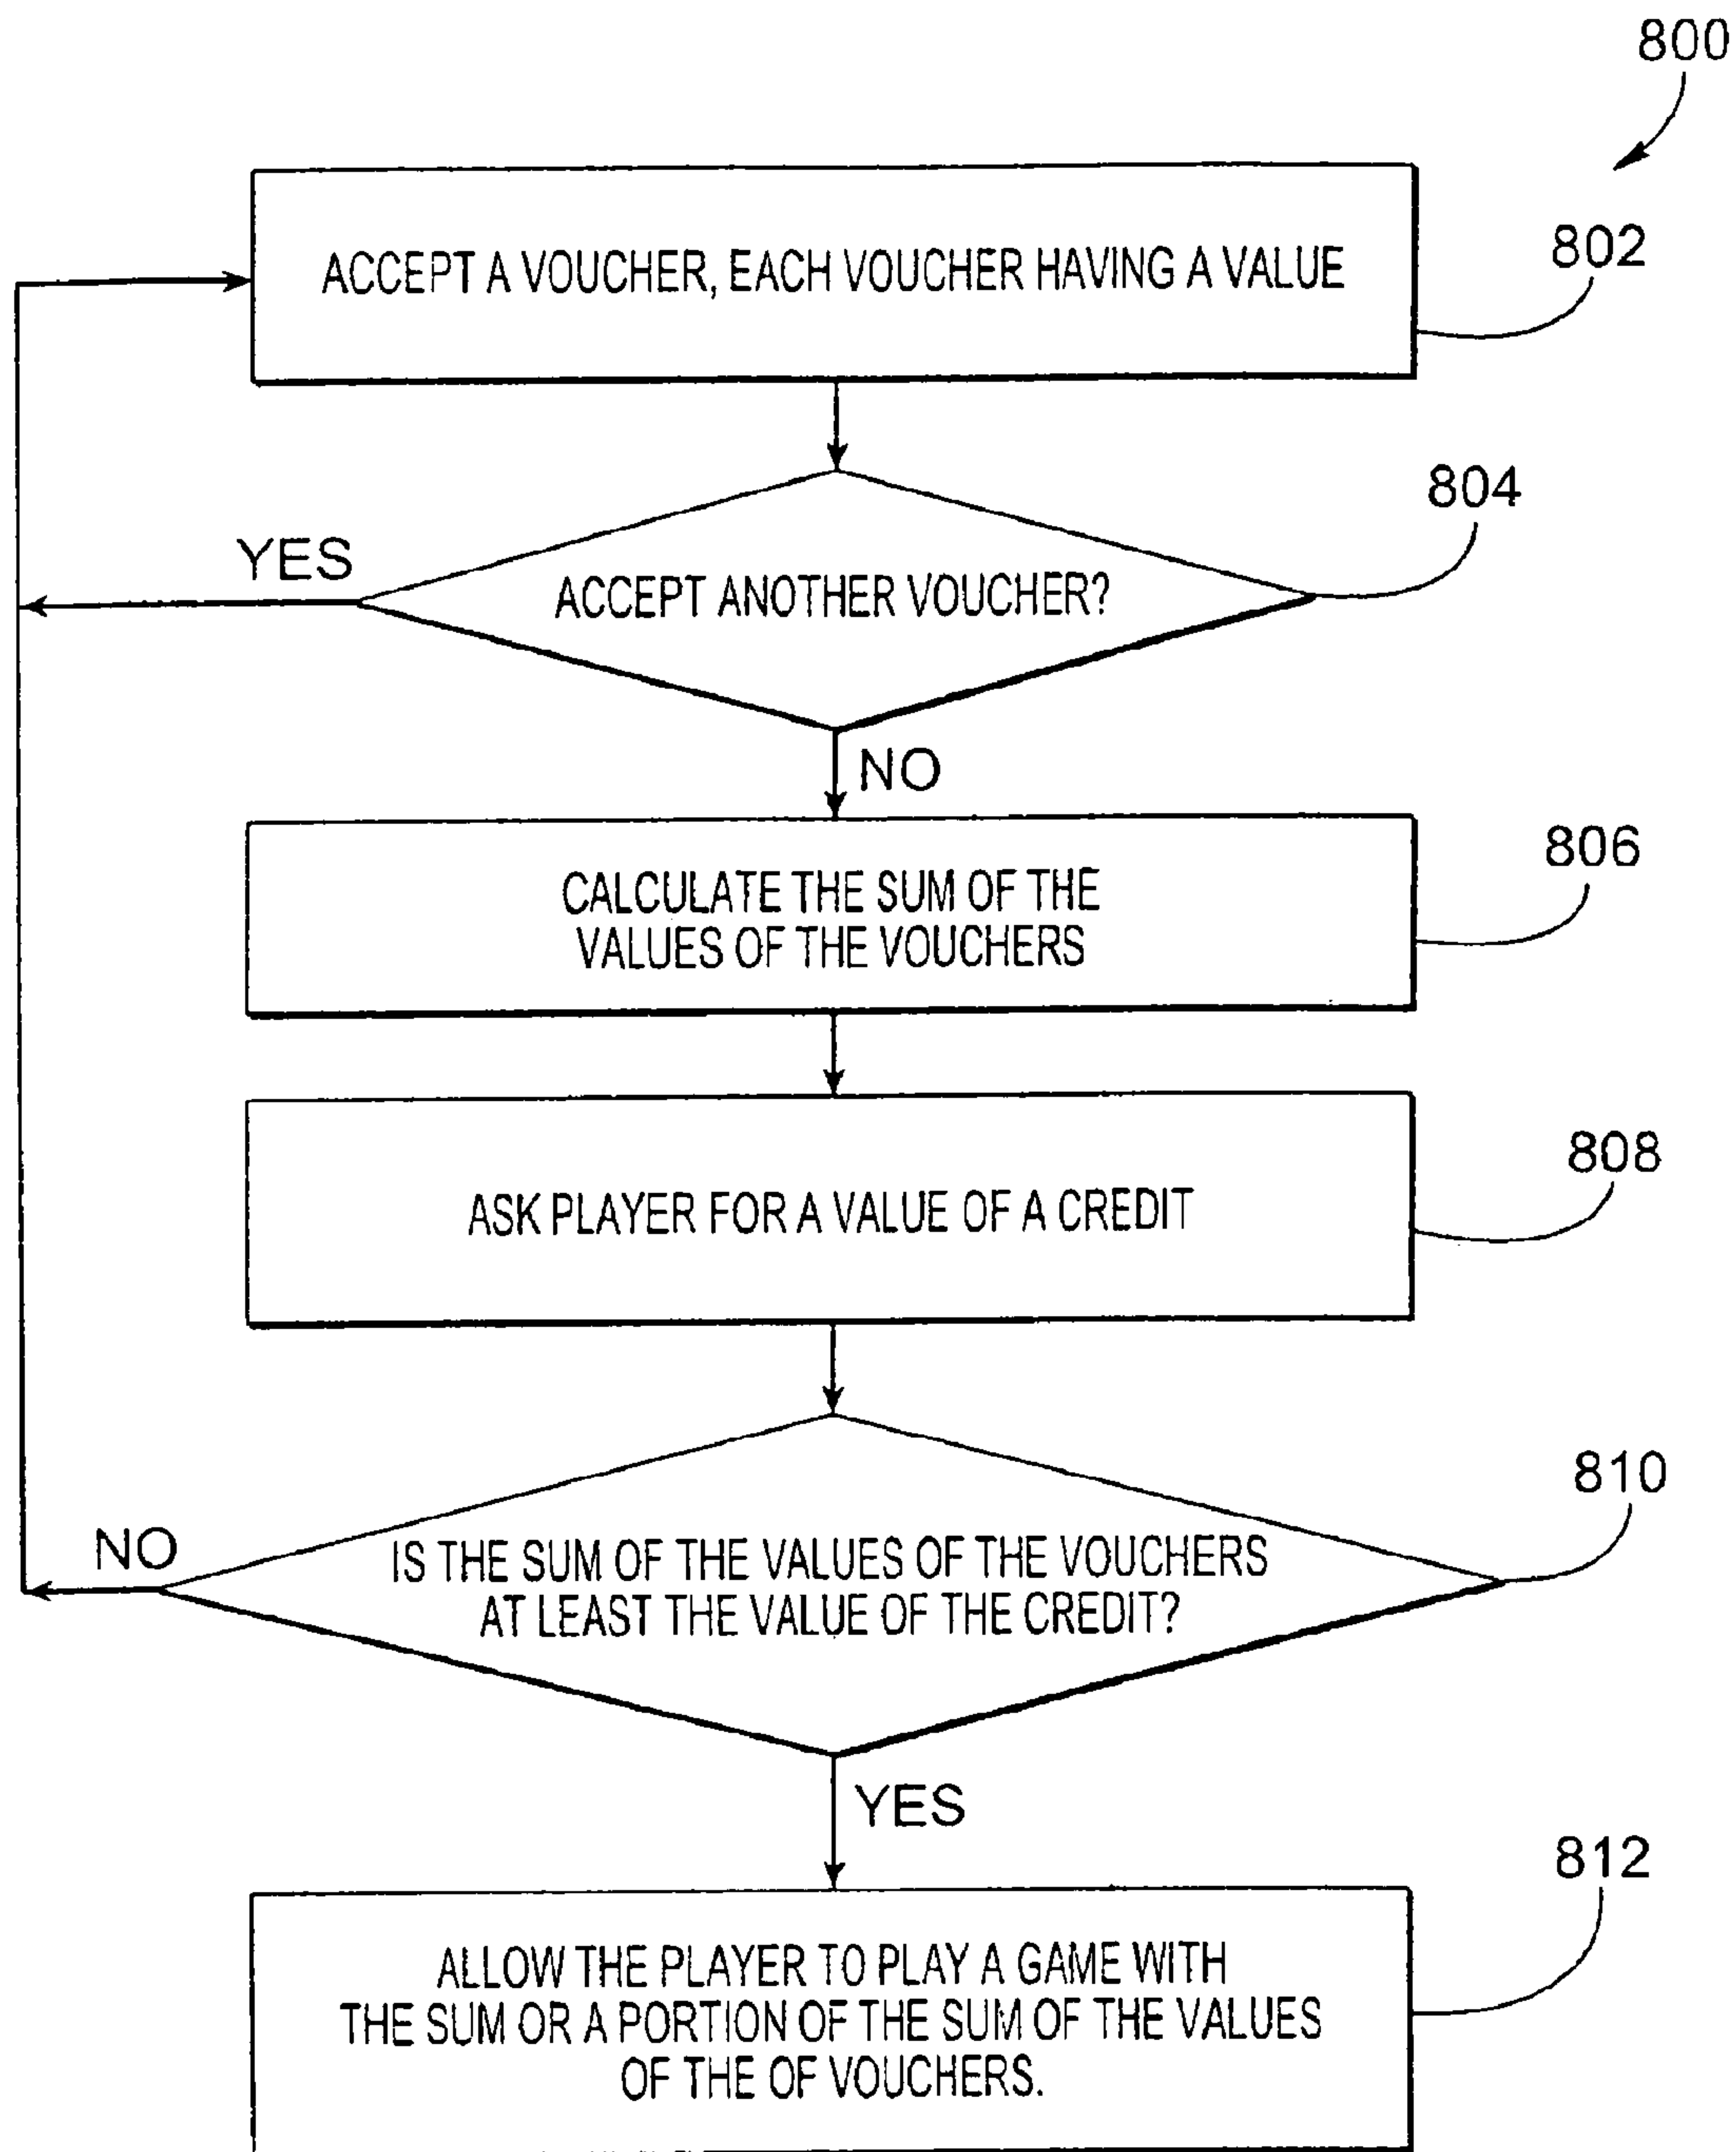 800
ACCEPT A VOUCHER, EACH VOUCHER HAVING A VALUE
802
804
YES
ACCEPT ANOTHER VOUCHER?
NO
806
CALCULATE THE SUM OF THE
VALUES OF THE VOUCHERS
808
ASK PLAYER FOR A VALUE OF A CREDIT
810
NO
IS THE SUM OF THE VALUES OF THE VOUCHERS
AT LEAST THE VALUE OF THE CREDIT?
YES
812
ALLOW THE PLAYER TO PLAY A GAME WITH
THE SUM OR A PORTION OF THE SUM OF THE VALUES
OF THE OF VOUCHERS.